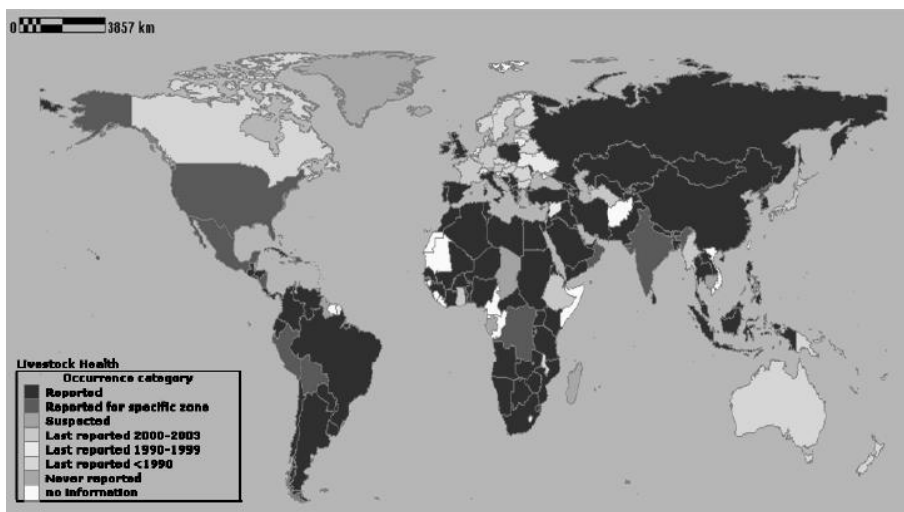 0 3857 km
Livestock Health
Occurrence category
Reported
Reported for specific zone
Suspected
Last reported 2000-2003
Last reported 1990-1999
Last reported <1990
Never reported
no information